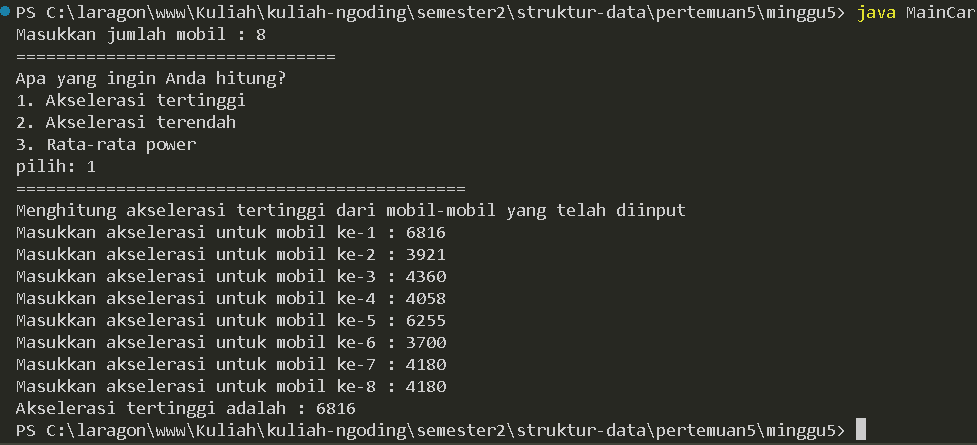 PS C:\laragon\www\Kuliah\kuliah-ngoding\semester2\struktur-data\pertemuan5\minggu5> java MainCar
Masukkan jumlah mobil : 8
================================
Apa yang ingin Anda hitung?
1. Akselerasi tertinggi
2. Akselerasi terendah
3. Rata-rata power
pilih: 1
=============================================
Menghitung akselerasi tertinggi dari mobil-mobil yang telah diinput
Masukkan akselerasi untuk mobil ke-1 : 6816
Masukkan akselerasi untuk mobil ke-2 : 3921
Masukkan akselerasi untuk mobil ke-3 : 4360
Masukkan akselerasi untuk mobil ke-4 : 4058
Masukkan akselerasi untuk mobil ke-5 : 6255
Masukkan akselerasi untuk mobil ke-6 : 3700
Masukkan akselerasi untuk mobil ke-7 : 4180
Masukkan akselerasi untuk mobil ke-8 : 4180
Akselerasi tertinggi adalah : 6816
PS C:\laragon\www\Kuliah\kuliah-ngoding\semester2\struktur-data\pertemuan5\minggu5>